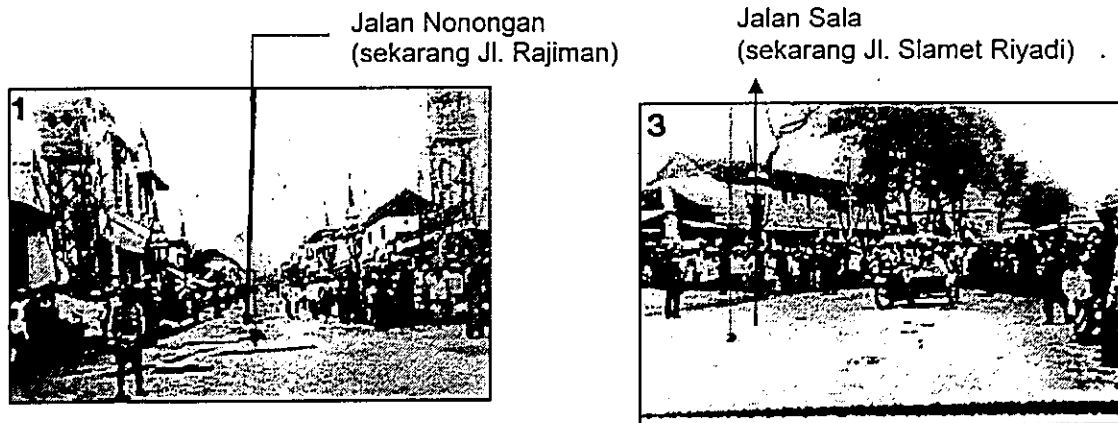 Jalan Nonongan
(sekarang Jl. Rajiman)
Jalan Sala
(sekarang Jl. Slamet Riyadi)
1
3